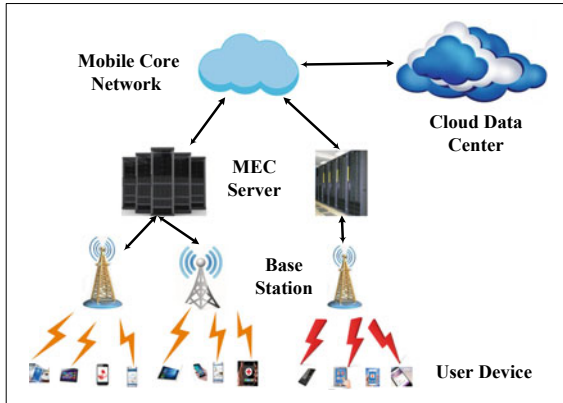 Mobile Core
Network
Cloud Data
Center
MEC
Server
Base
Station
User Device